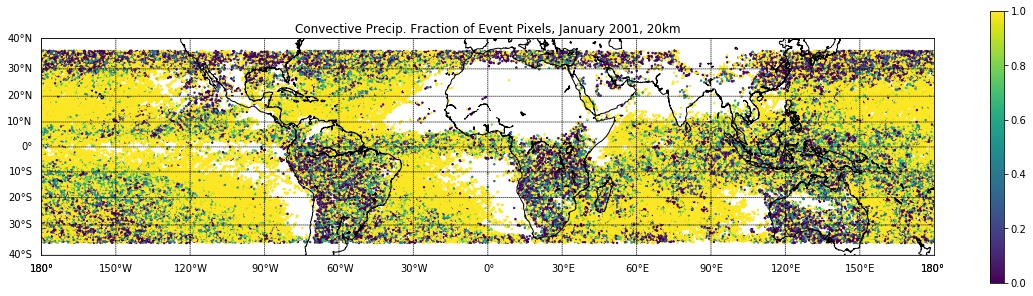 Convective Precip. Fraction of Event Pixels, January 2001, 20km
40°N
30°N
20°N
10°N
0°
10°S
20°S
30°S
40°S
180° 150°W 120°W 90°W 60°W 30°W 0° 30°E 60°E 90°E 120°E 150°E 180°
1.0
0.8
0.6
0.4
0.2
0.0